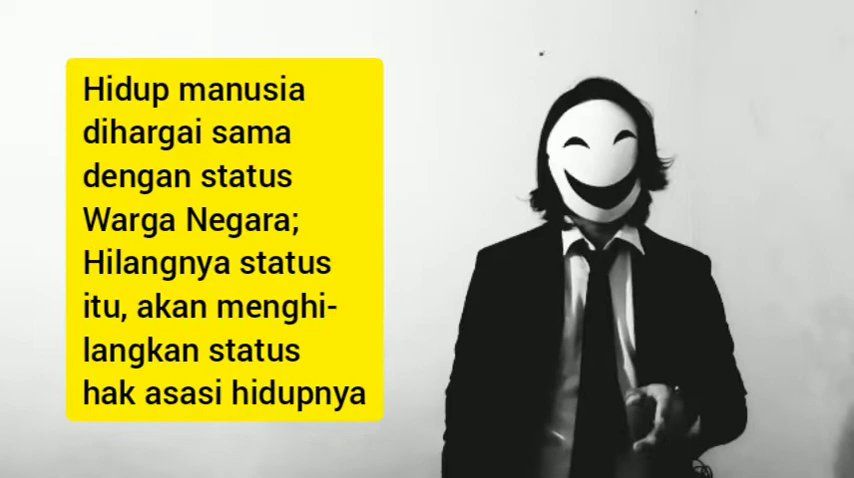 Hidup manusia
dihargai sama
dengan status
Warga Negara;
Hilangnya status
itu, akan menghi-
langkan status
hak asasi hidupnya